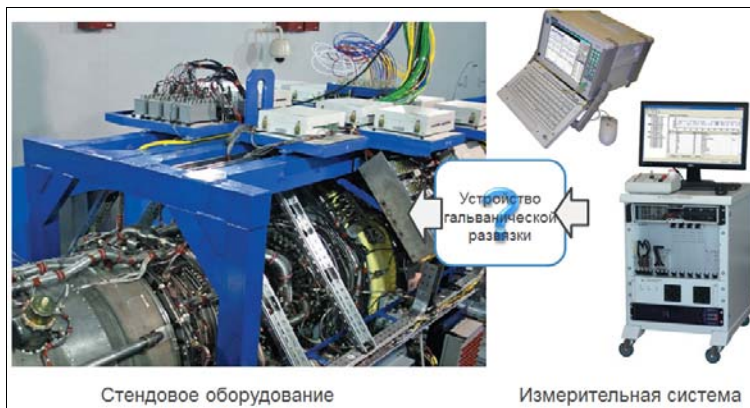 Устройство
гальванической
развязки
?
Стендовое оборудование
Измерительная система